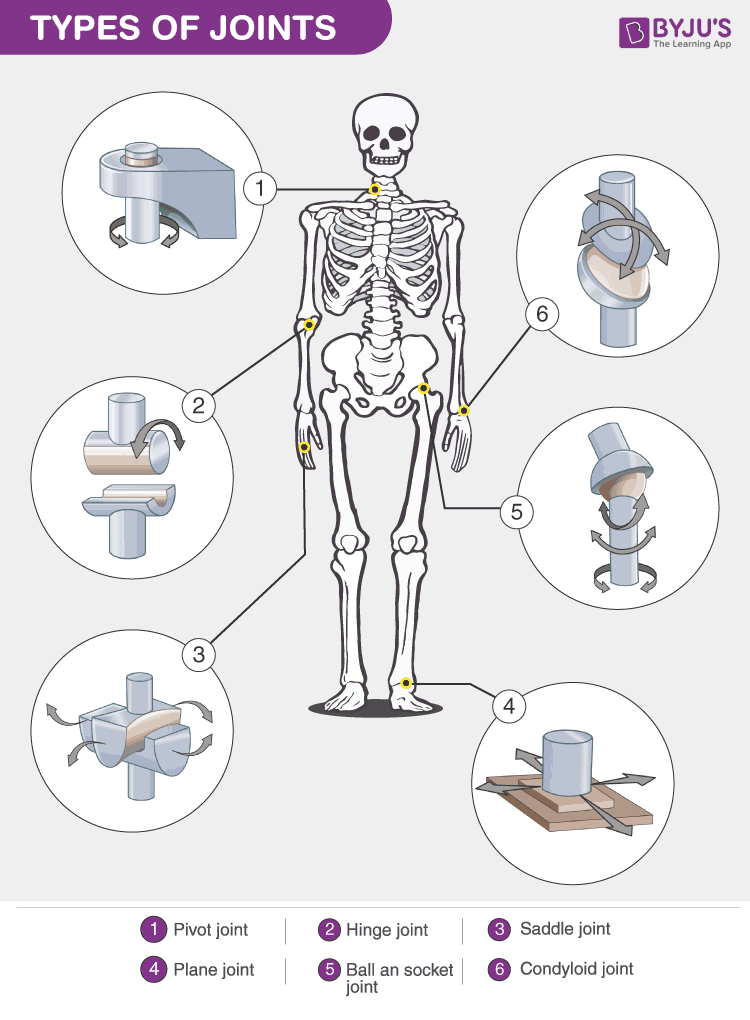 TYPES OF JOINTS
BYJU'S
The Learning App
1
6
2
5
3
4
1 Pivot joint
2 Hinge joint
3 Saddle joint
4 Plane joint
5 Ball an socket
joint
6 Condyloid joint